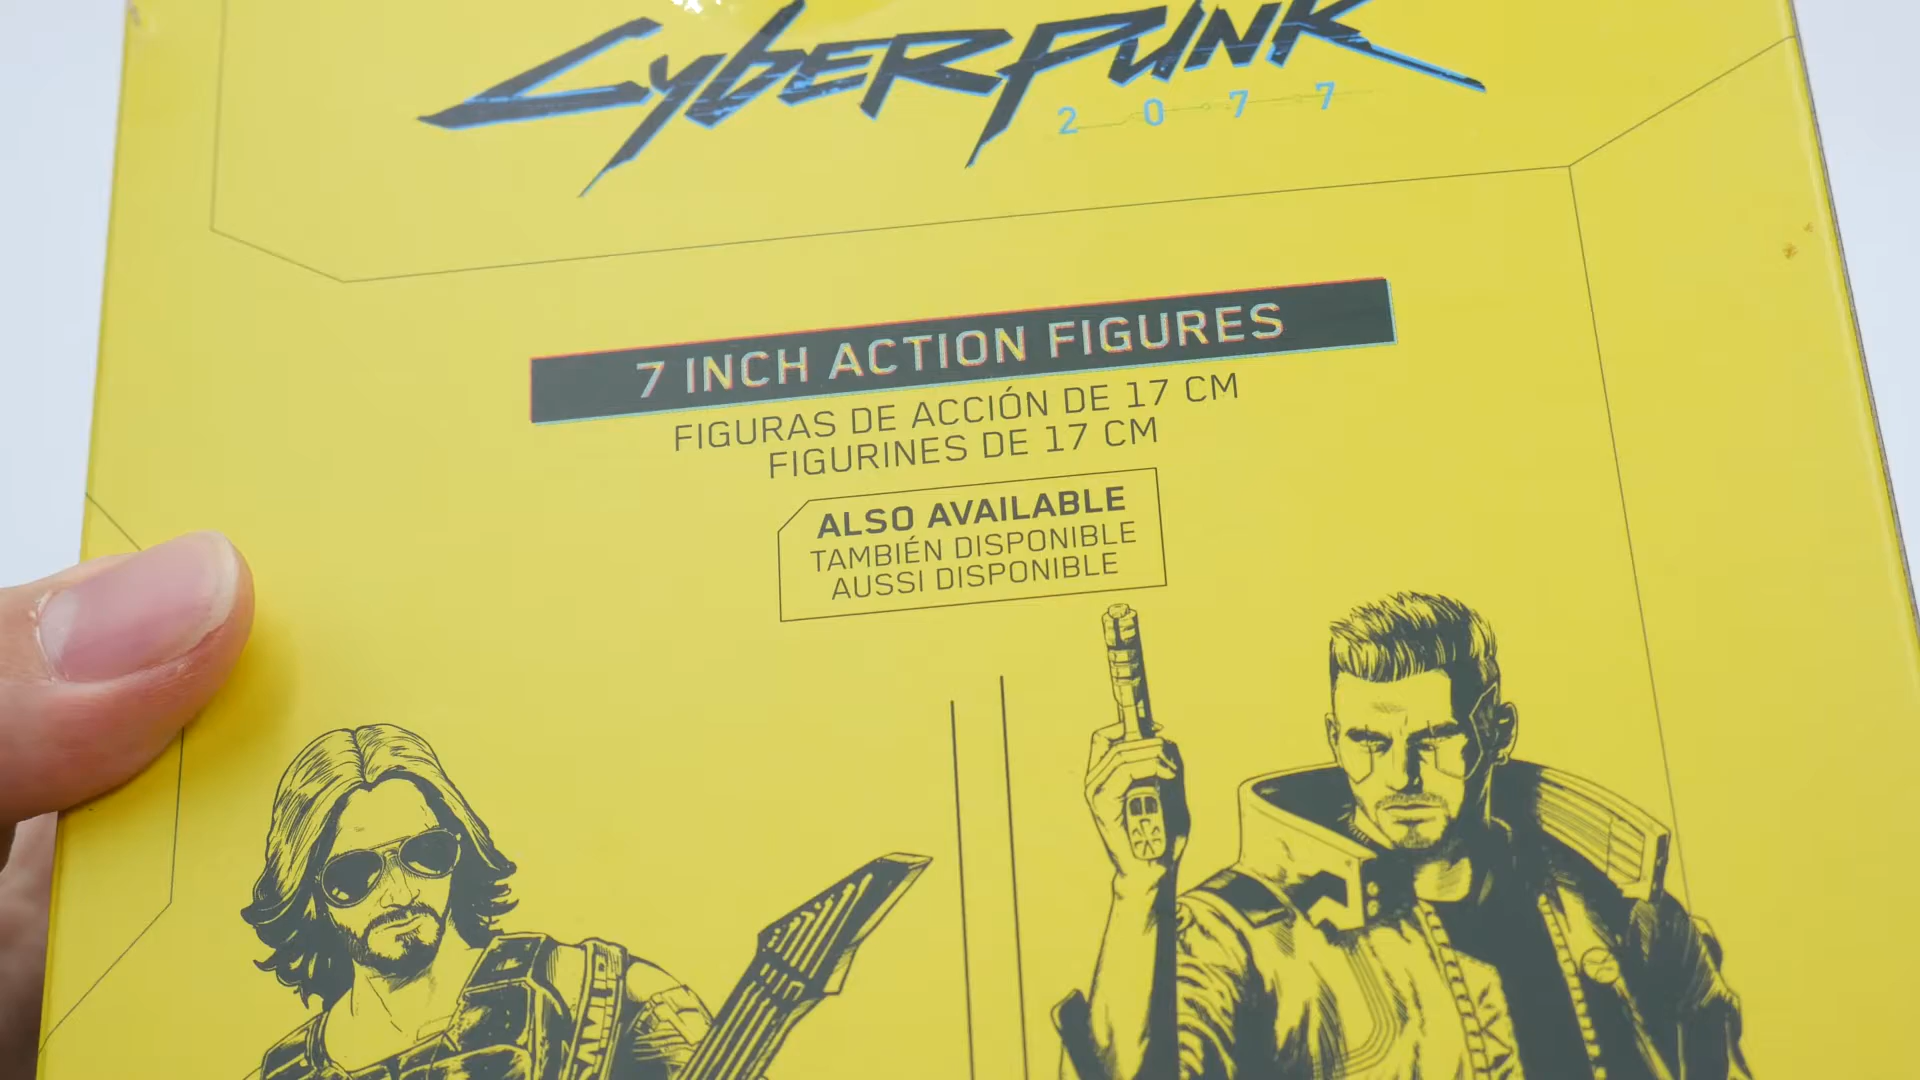 CYBERPUNK
2077
7 INCH ACTION FIGURES
FIGURAS DE ACCIÓN DE 17 CM
FIGURINES DE 17 CM
ALSO AVAILABLE
TAMBIÉN DISPONIBLE
AUSSI DISPONIBLE